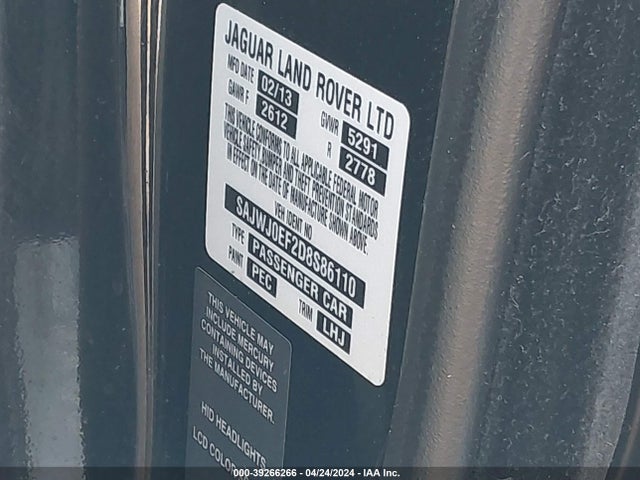 JAGUAR LAND ROVER LTD
MFD DATE 02/13 GVWR 5291
GAWR F 2612 R 2778
THIS VEHICLE CONFORMS TO ALL APPLICABLE FEDERAL MOTOR
VEHICLE SAFETY BUMPER AND THEFT PREVENTION STANDARDS
IN EFFECT ON THE DATE OF MANUFACTURE SHOWN ABOVE.
VEH IDENT NO
SAJWJ0EF2D8S86110
TYPE PASSENGER CAR
PAINT PEC TRIM LHJ
THIS VEHICLE MAY
INCLUDE MERCURY
CONTAINING DEVICES
INSTALLED BY
THE MANUFACTURER.
HID HEADLIGHTS
LCD COLOR
000-39266266 - 04/24/2024 - IAA Inc.